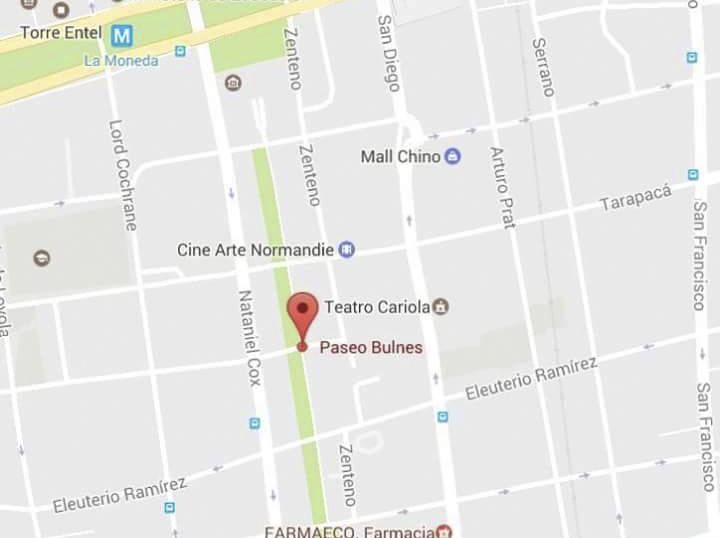 Torre Entel
M
La Moneda
Zenteno
San Diego
Serrano
Lord Cochrane
Zenteno
Mall Chino
Arturo Prat
Tarapacá
San Francisco
Cine Arte Normandie
Loyola
Nataniel Cox
Teatro Cariola
Paseo Bulnes
Eleuterio Ramírez
San Francisco
Zenteno
Eleuterio Ramírez
FARMAECO, Farmacia